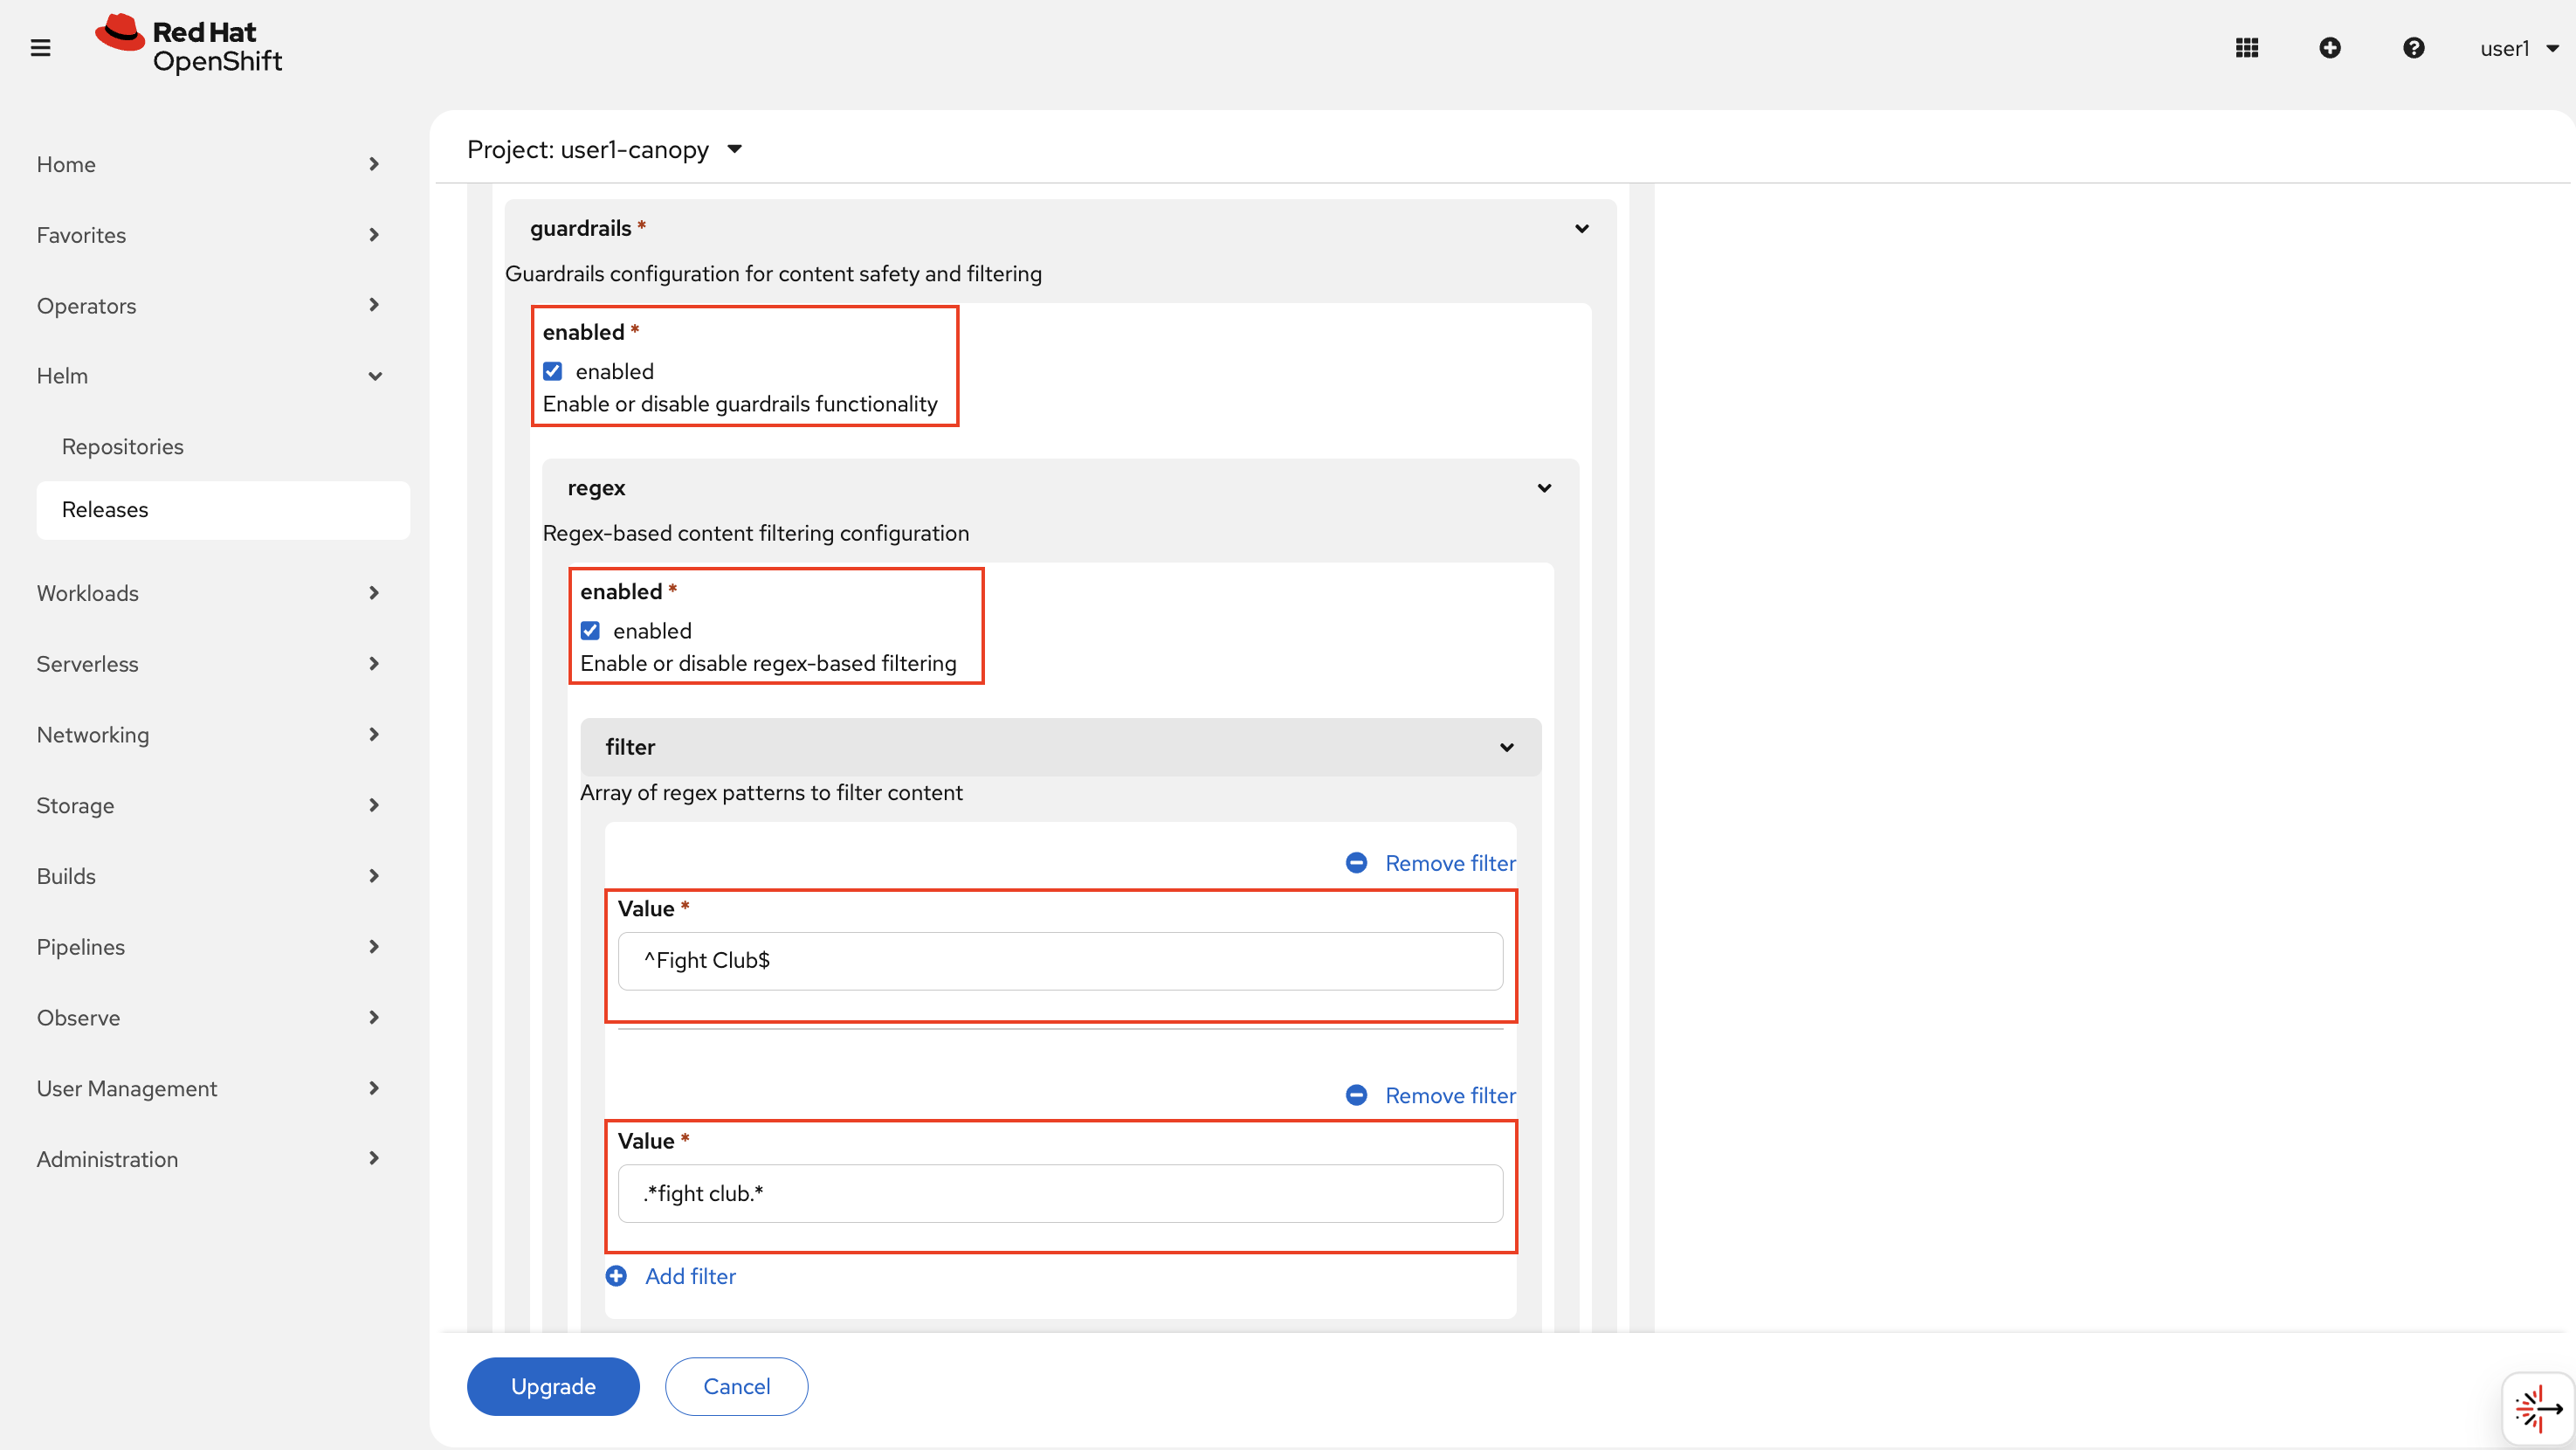 Red Hat
OpenShift
user1
Home
Favorites
Operators
Helm
Repositories
Releases
Workloads
Serverless
Networking
Storage
Builds
Pipelines
Observe
User Management
Administration
Project: user1-canopy
guardrails *
Guardrails configuration for content safety and filtering
enabled *
enabled
Enable or disable guardrails functionality
regex
Regex-based content filtering configuration
enabled *
enabled
Enable or disable regex-based filtering
filter
Array of regex patterns to filter content
Remove filter
Value *
^Fight Club$
Remove filter
Value *
.*fight club.*
Add filter
Upgrade
Cancel